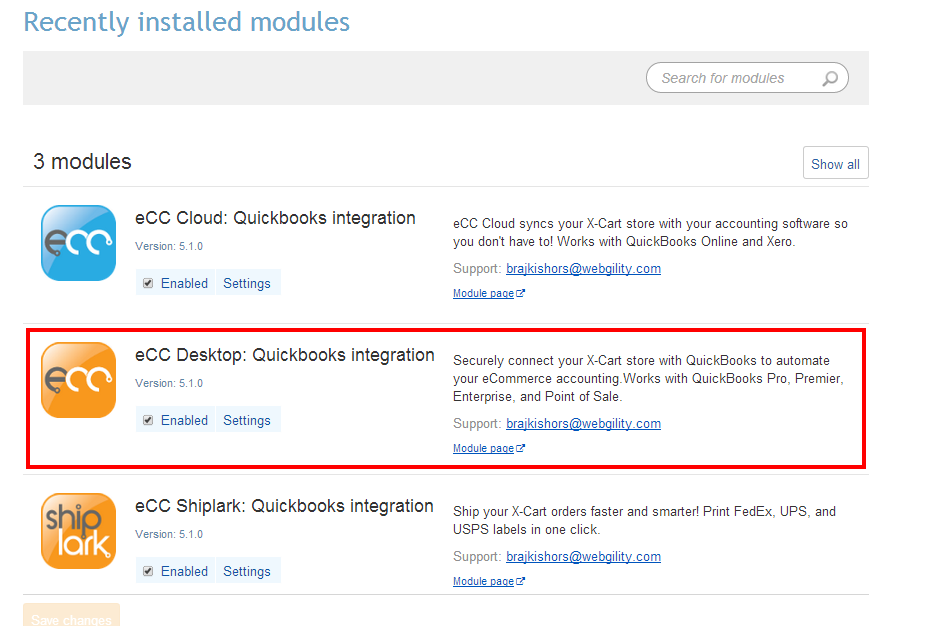 Recently installed modules
Search for modules
3 modules
Show all
eCC
eCC Cloud: Quickbooks integration
Version: 5.1.0
Enabled Settings
eCC Cloud syncs your X-Cart store with your accounting software so
you don't have to! Works with QuickBooks Online and Xero.
Support: brajkishors@webgility.com
Module page
eCC
eCC Desktop: Quickbooks integration
Version: 5.1.0
Enabled Settings
Securely connect your X-Cart store with QuickBooks to automate
your eCommerce accounting.Works with QuickBooks Pro, Premier,
Enterprise, and Point of Sale.
Support: brajkishors@webgility.com
Module page
ship
lark
eCC Shiplark: Quickbooks integration
Version: 5.1.0
Enabled Settings
Ship your X-Cart orders faster and smarter! Print FedEx, UPS, and
USPS labels in one click.
Support: brajkishors@webgility.com
Module page
Save changes